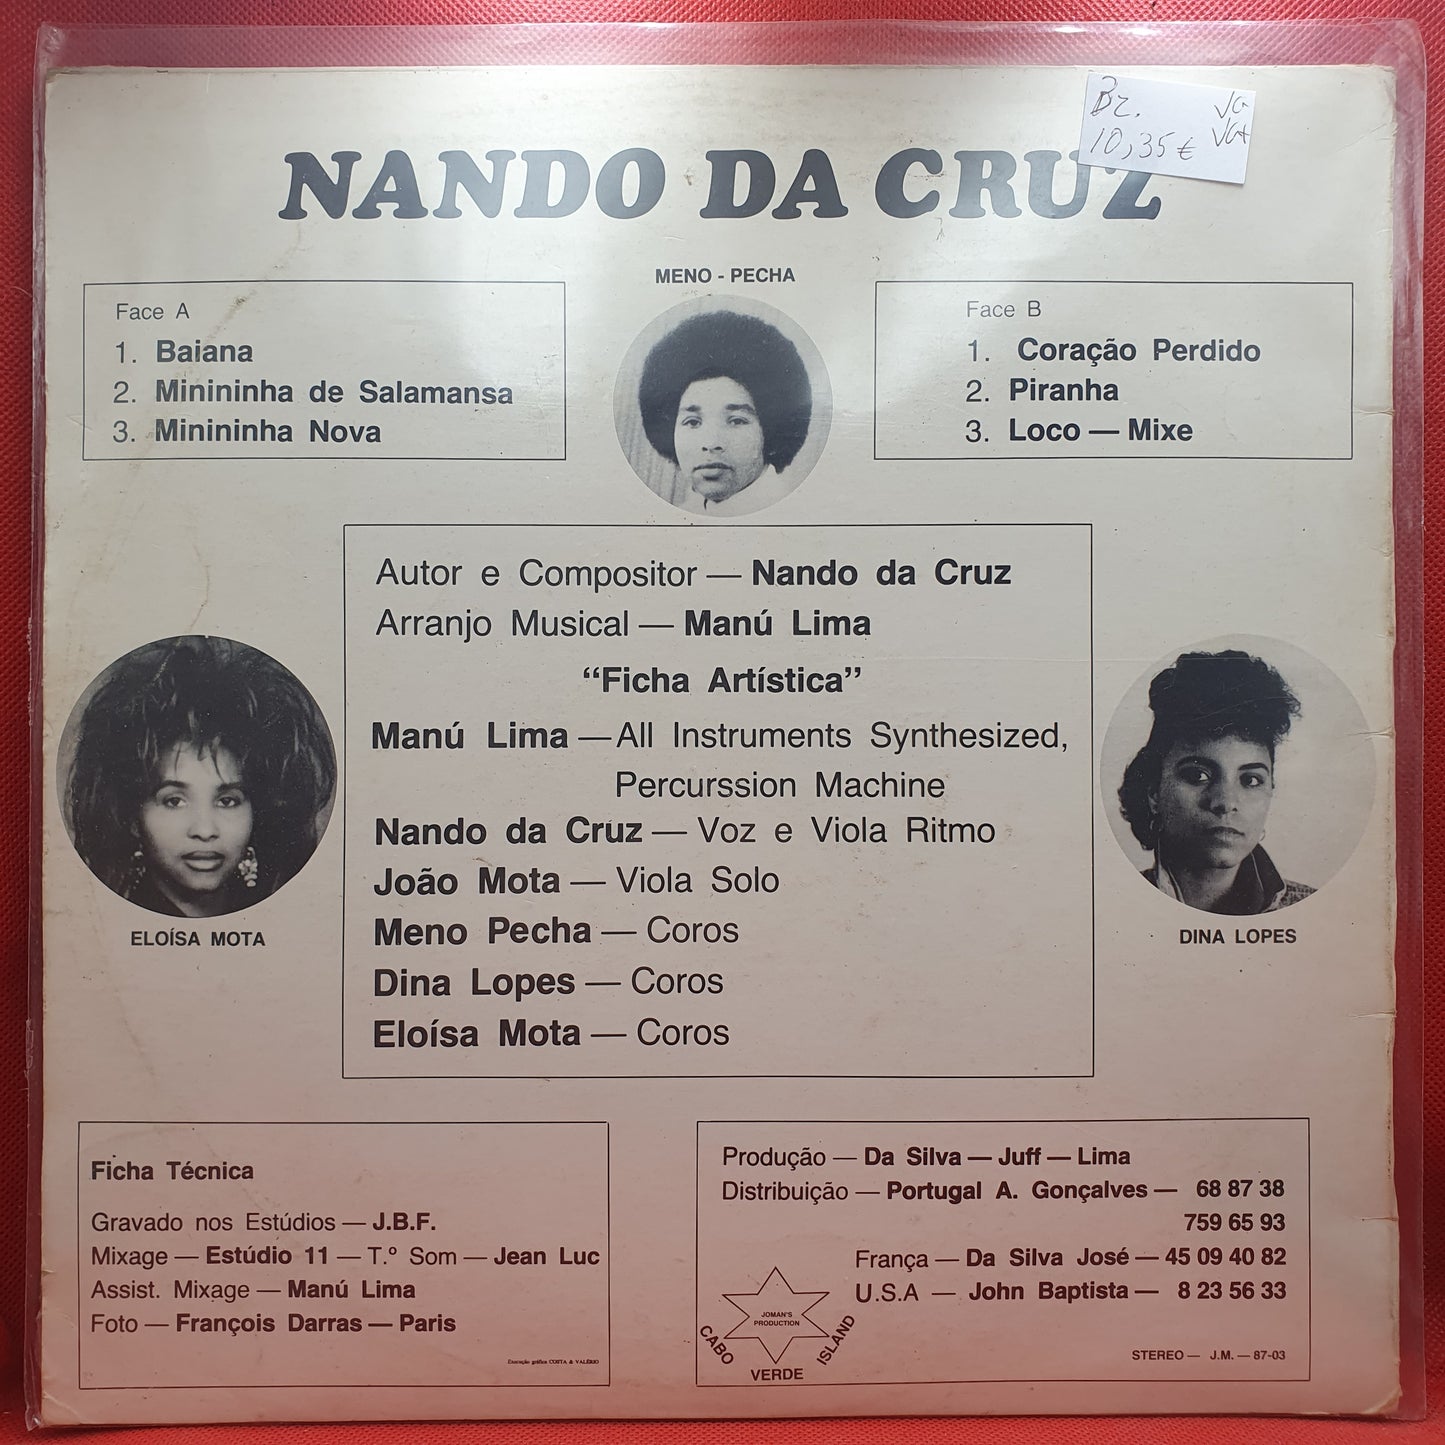 Bz. VG
10,35€ VG+
NANDO DA CRUZ
MENO - PECHA
Face A
1. Baiana
2. Minininha de Salamansa
3. Minininha Nova
Face B
1. Coração Perdido
2. Piranha
3. Loco — Mixe
Autor e Compositor — Nando da Cruz
Arranjo Musical — Manú Lima
“Ficha Artística”
Manú Lima — All Instruments Synthesized,
Percurssion Machine
Nando da Cruz — Voz e Viola Ritmo
João Mota — Viola Solo
Meno Pecha — Coros
Dina Lopes — Coros
Eloísa Mota — Coros
ELOÍSA MOTA
DINA LOPES
Ficha Técnica
Gravado nos Estúdios — J.B.F.
Mixage — Estúdio 11 — T.º Som — Jean Luc
Assist. Mixage — Manú Lima
Foto — François Darras — Paris
Execução gráfica COSTA & VALÉRIO
Produção — Da Silva — Juff — Lima
Distribuição — Portugal A. Gonçalves — 68 87 38
759 65 93
França — Da Silva José — 45 09 40 82
U.S.A — John Baptista — 8 23 56 33
JOMAN'S
PRODUCTION
CABO VERDE ISLAND
STEREO — J.M. — 87-03